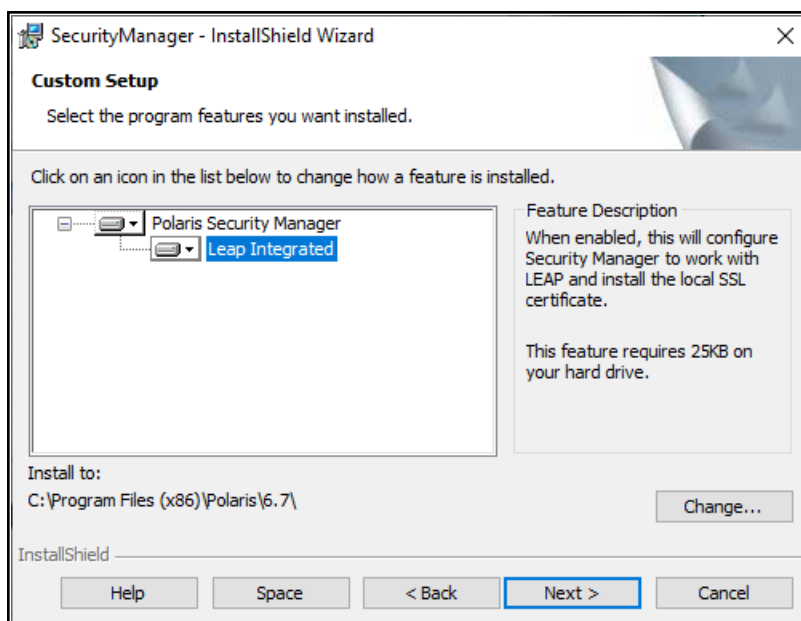 SecurityManager - InstallShield Wizard
Custom Setup
Select the program features you want installed.
Click on an icon in the list below to change how a feature is installed.
Polaris Security Manager
Leap Integrated
Feature Description
When enabled, this will configure
Security Manager to work with
LEAP and install the local SSL
certificate.
This feature requires 25KB on
your hard drive.
Install to:
C:\Program Files (x86)\Polaris\6.7\
Change...
InstallShield
Help
Space
< Back
Next >
Cancel